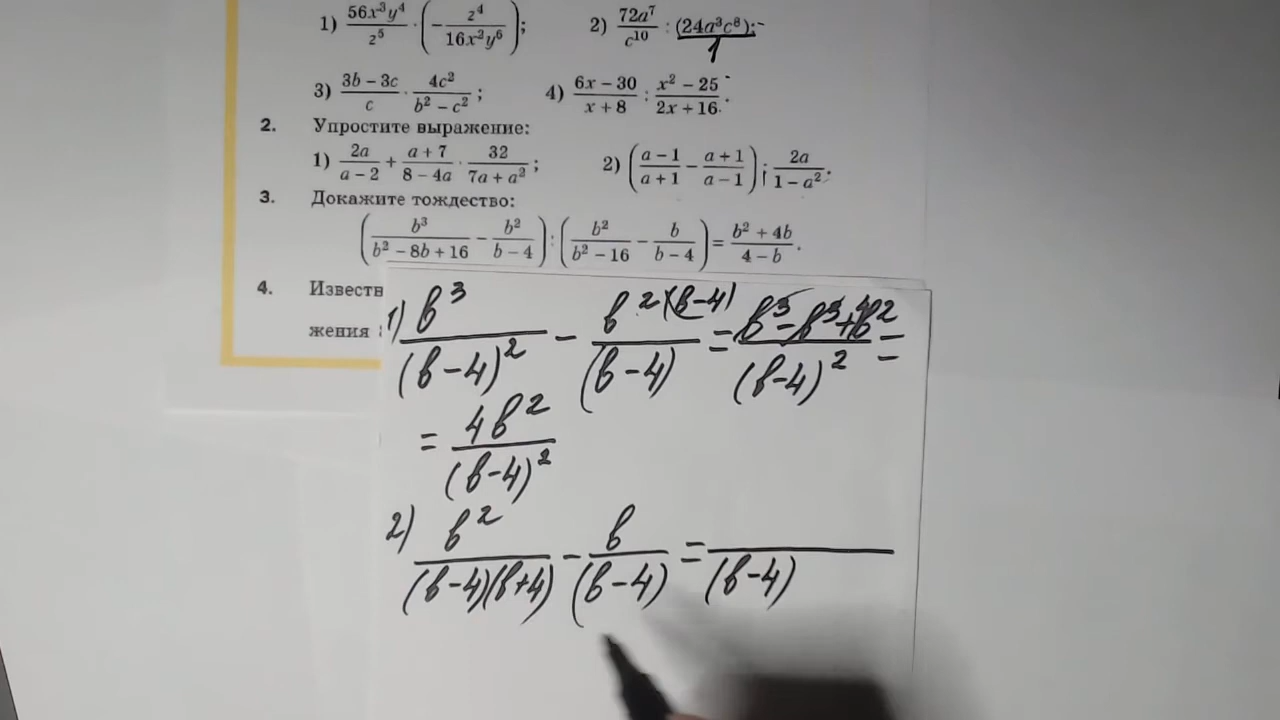 1) 56x³y⁴/z⁵ · (− z⁴/16x²y⁶); 2) 72a⁷/c¹⁰ : (24a³c⁸);
1
3) 3b − 3c/c · 4c²/b² − c²; 4) 6x − 30/x + 8 : x² − 25/2x + 16.
2. Упростите выражение:
1) 2a/a − 2 + a + 7/8 − 4a · 32/7a + a²; 2) (a − 1/a + 1 − a + 1/a − 1) : 2a/1 − a².
3. Докажите тождество:
(b³/b² − 8b + 16 − b²/b − 4) : (b²/b² − 16 − b/b − 4) = b² + 4b/4 − b.
4. Известн
жения
1) b³/(b−4)² − b²(b−4)/(b−4) = b³−b³+4b²/(b−4)² =
= 4b²/(b−4)²
2) b²/(b−4)(b+4) − b/(b−4) = /(b−4)